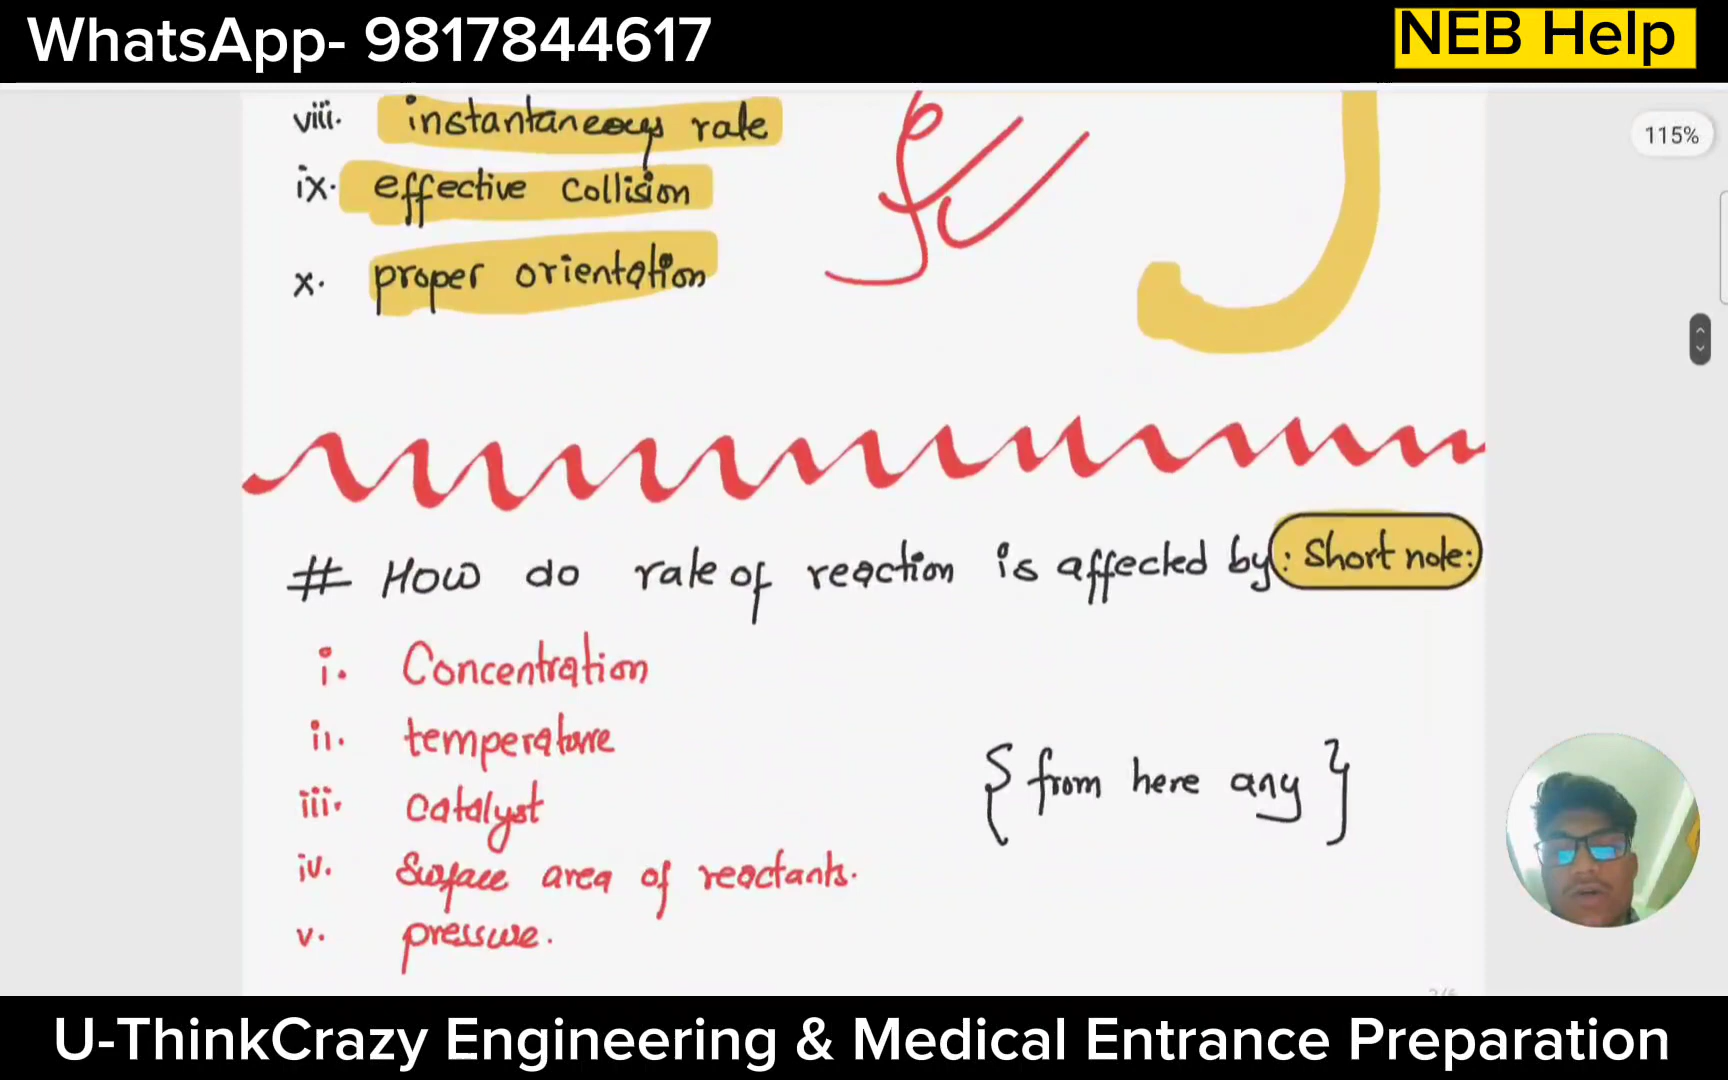 WhatsApp- 9817844617
NEB Help
viii. instantaneous rate
115%
ix. effective collision
x. proper orientation
# How do rate of reaction is affected by : Short note:
i. Concentration
ii. temperature
iii. catalyst
{ from here any }
iv. Surface area of reactants.
v. pressure.
U-ThinkCrazy Engineering & Medical Entrance Preparation